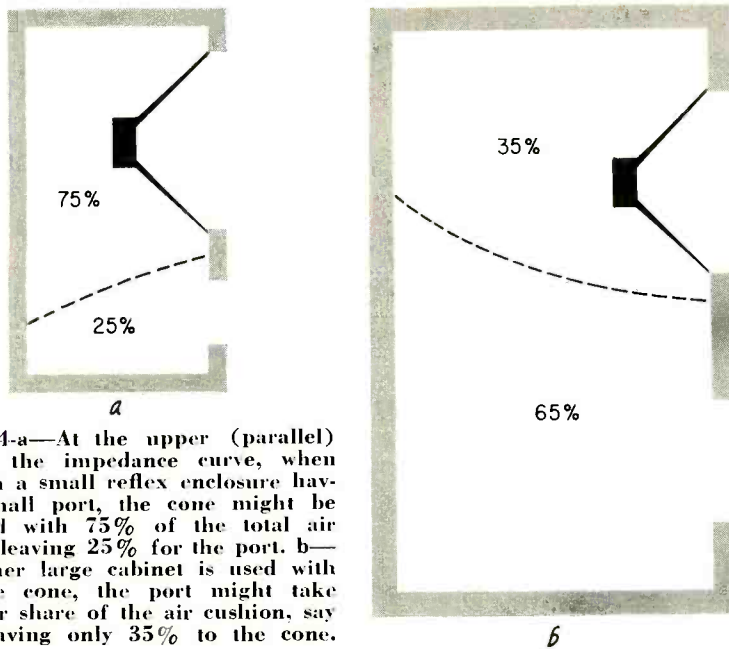 75%
25%
a
35%
65%
b
4-a—At the upper (parallel)
the impedance curve, when
a small reflex enclosure hav-
all port, the cone might be
with 75% of the total air
leaving 25% for the port. b—
er large cabinet is used with
e cone, the port might take
r share of the air cushion, say
aving only 35% to the cone.